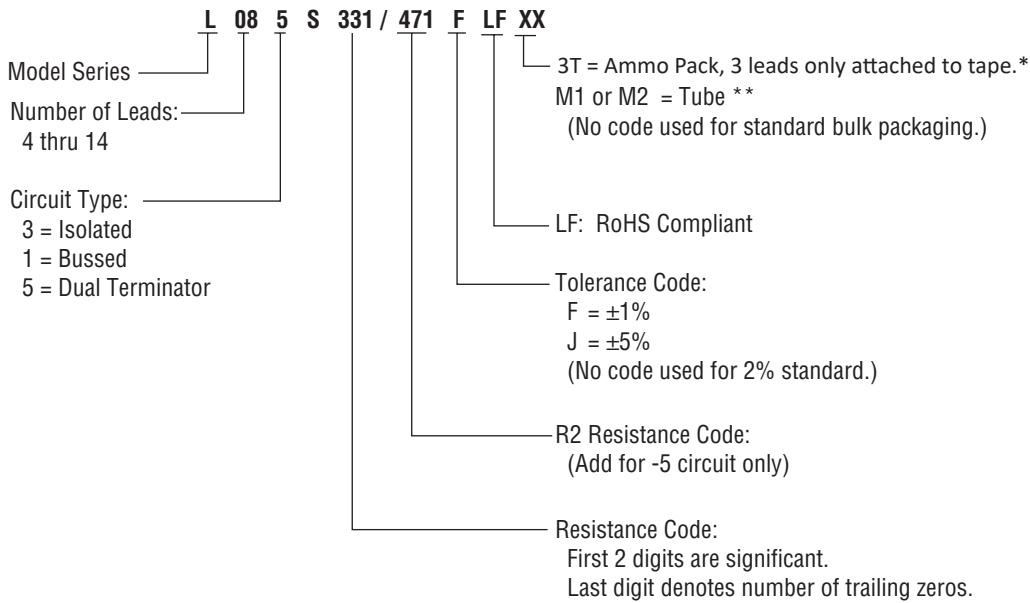 L 08 5 S 331 / 471 F LF XX
Model Series
Number of Leads:
4 thru 14
Circuit Type:
3 = Isolated
1 = Bussed
5 = Dual Terminator
3T = Ammo Pack, 3 leads only attached to tape.*
M1 or M2 = Tube **
(No code used for standard bulk packaging.)
LF: RoHS Compliant
Tolerance Code:
F = ±1%
J = ±5%
(No code used for 2% standard.)
R2 Resistance Code:
(Add for -5 circuit only)
Resistance Code:
First 2 digits are significant.
Last digit denotes number of trailing zeros.